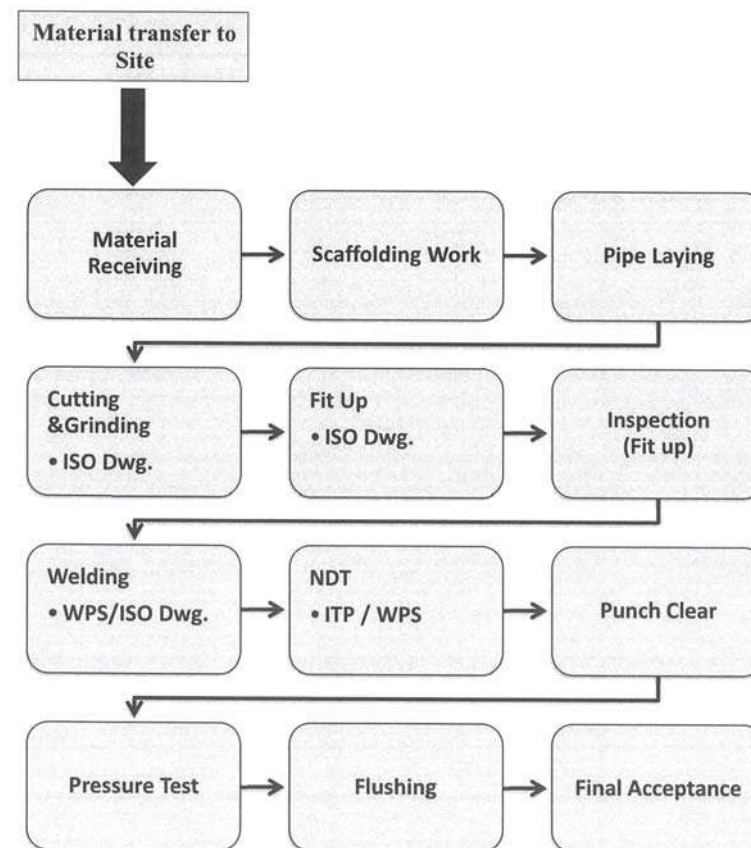 Material transfer to
Site
Material
Receiving
Scaffolding Work
Pipe Laying
Cutting
&Grinding
• ISO Dwg.
Fit Up
• ISO Dwg.
Inspection
(Fit up)
Welding
• WPS/ISO Dwg.
NDT
• ITP / WPS
Punch Clear
Pressure Test
Flushing
Final Acceptance